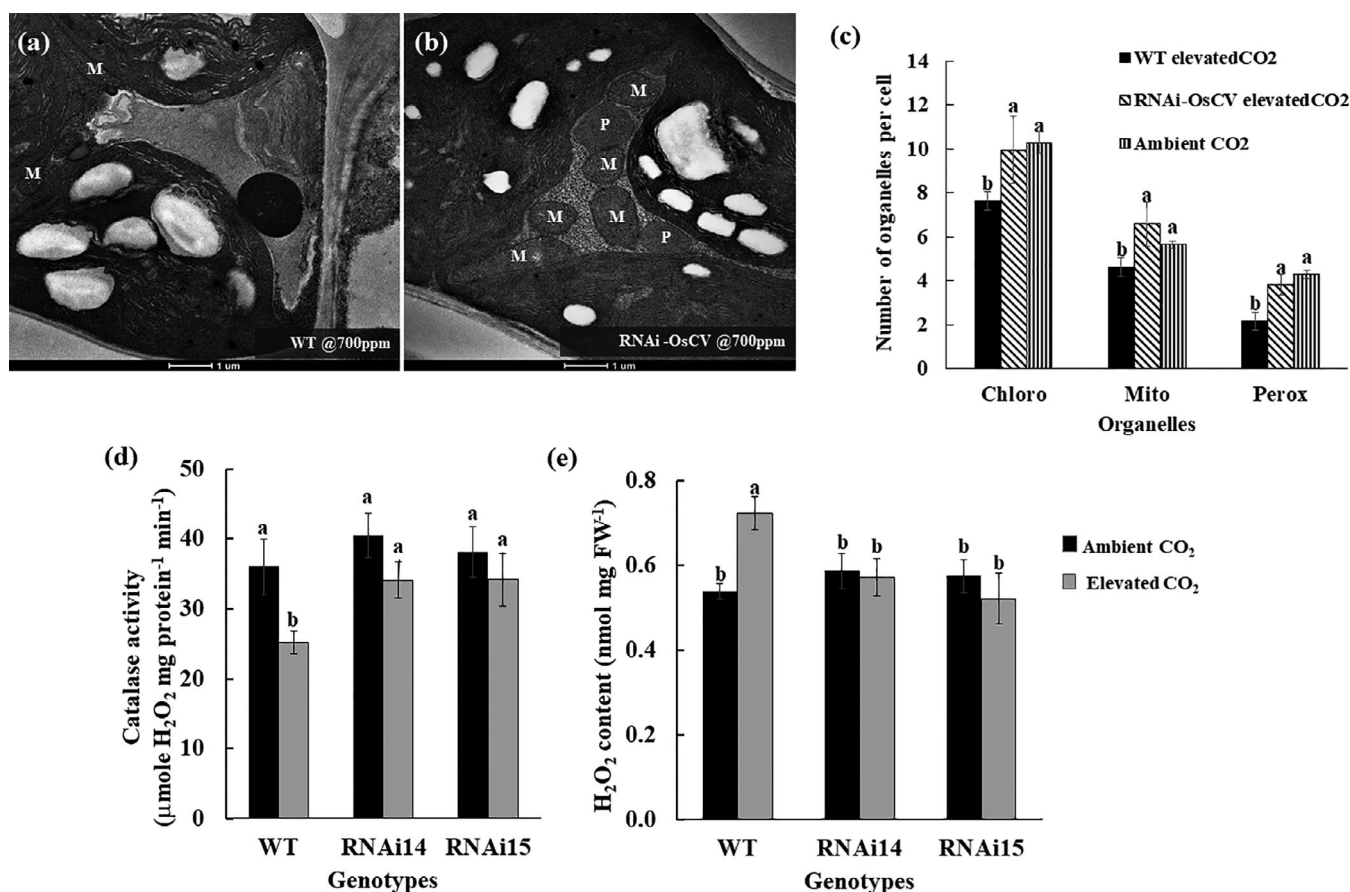 (a)
M
M
WT @700ppm
1 um
(b)
M
P
M
M
M
P
M
RNAi -OsCV @700ppm
1 um
(c)
WT elevatedCO2
RNAi-OsCV elevatedCO2
Ambient CO2
Number of organelles per cell
14
12
10
8
6
4
2
0
b
a
a
b
a
a
b
a
a
Chloro Mito Perox
Organelles
(d)
Catalase activity
(μmole H₂O₂ mg protein⁻¹ min⁻¹)
50
40
30
20
10
0
a
b
a
a
a
a
WT RNAi14 RNAi15
Genotypes
(e)
H₂O₂ content (nmol mg FW⁻¹)
0.8
0.6
0.4
0.2
0.0
b
a
b
b
b
b
WT RNAi14 RNAi15
Genotypes
Ambient CO₂
Elevated CO₂